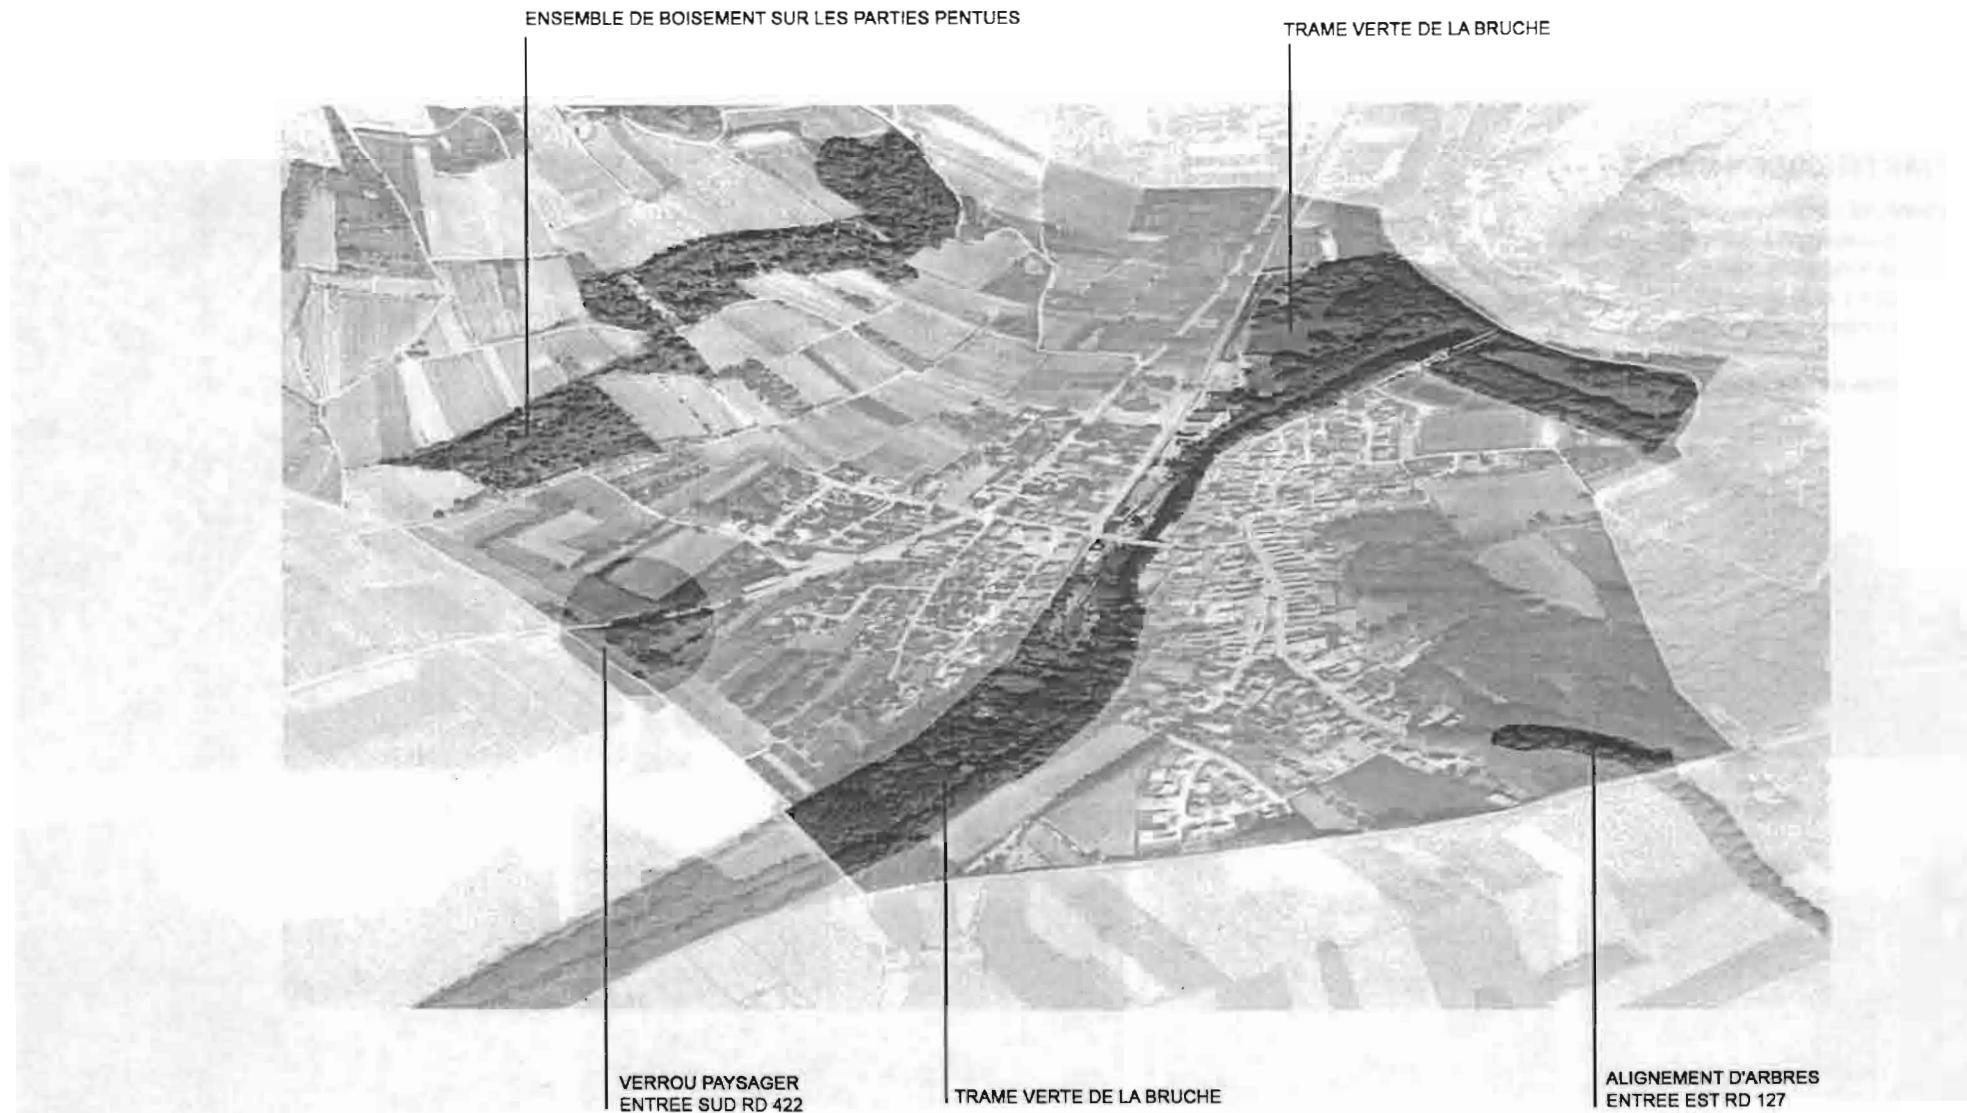 ENSEMBLE DE BOISEMENT SUR LES PARTIES PENTUES
TRAME VERTE DE LA BRUCHE
VERROU PAYSAGER
ENTREE SUD RD 422
TRAME VERTE DE LA BRUCHE
ALIGNEMENT D'ARBRES
ENTREE EST RD 127